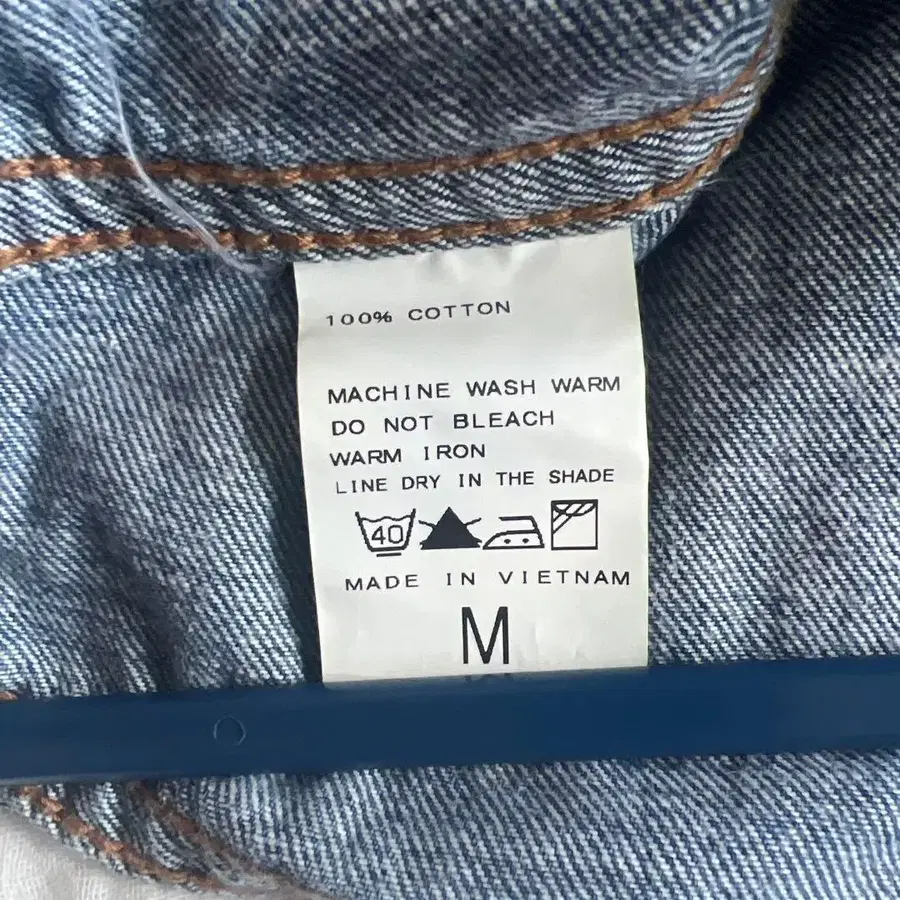 100% COTTON
MACHINE WASH WARM
DO NOT BLEACH
WARM IRON
LINE DRY IN THE SHADE
40
MADE IN VIETNAM
M